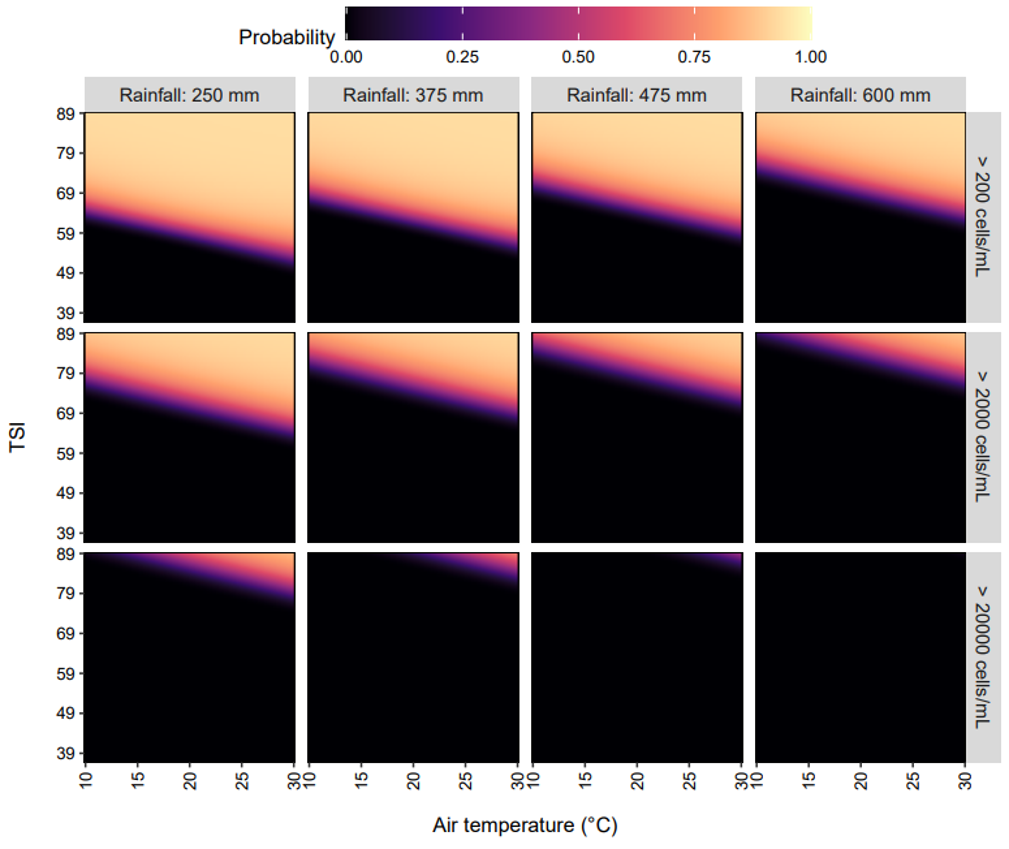 Probability
0.00 0.25 0.50 0.75 1.00
Rainfall: 250 mm Rainfall: 375 mm Rainfall: 475 mm Rainfall: 600 mm
89
79
69
59
49
39
> 200 cells/mL
89
79
69
59
49
39
> 2000 cells/mL
89
79
69
59
49
39
> 20000 cells/mL
TSI
10 15 20 25 30 10 15 20 25 30 10 15 20 25 30 10 15 20 25 30
Air temperature (°C)